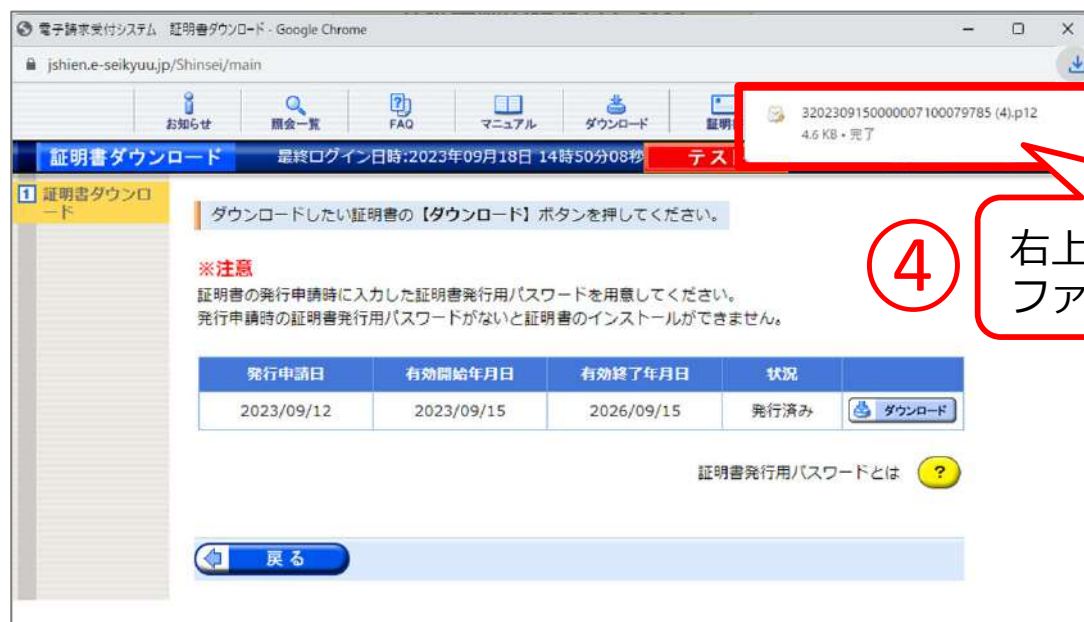 電子請求受付システム 証明書ダウンロード - Google Chrome
jshien.e-seikyuu.jp/Shinsei/main
お知らせ
照会一覧
FAQ
マニュアル
ダウンロード
証明
3202309150000007100079785 (4).p12
4.6 KB • 完了
証明書ダウンロード
最終ログイン日時:2023年09月18日 14時50分08秒
テス
1 証明書ダウンロ
ード
ダウンロードしたい証明書の【ダウンロード】ボタンを押してください。
④
右上
ファ
※注意
証明書の発行申請時に入力した証明書発行用パスワードを用意してください。
発行申請時の証明書発行用パスワードがないと証明書のインストールができません。
発行申請日 有効開始年月日 有効終了年月日 状況
2023/09/12 2023/09/15 2026/09/15 発行済み ダウンロード
証明書発行用パスワードとは ?
戻る